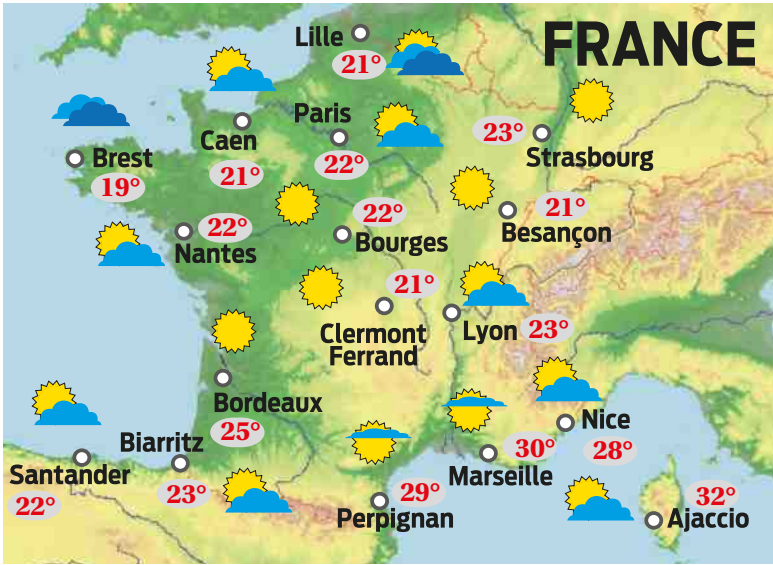 FRANCE
Lille
21°
Paris
22°
Caen
21°
23°
Strasbourg
Brest
19°
22°
Nantes
22°
Bourges
21°
Besançon
21°
Clermont
Ferrand
Lyon 23°
Bordeaux
25°
Biarritz
23°
Santander
22°
Nice
28°
30°
Marseille
29°
Perpignan
32°
Ajaccio